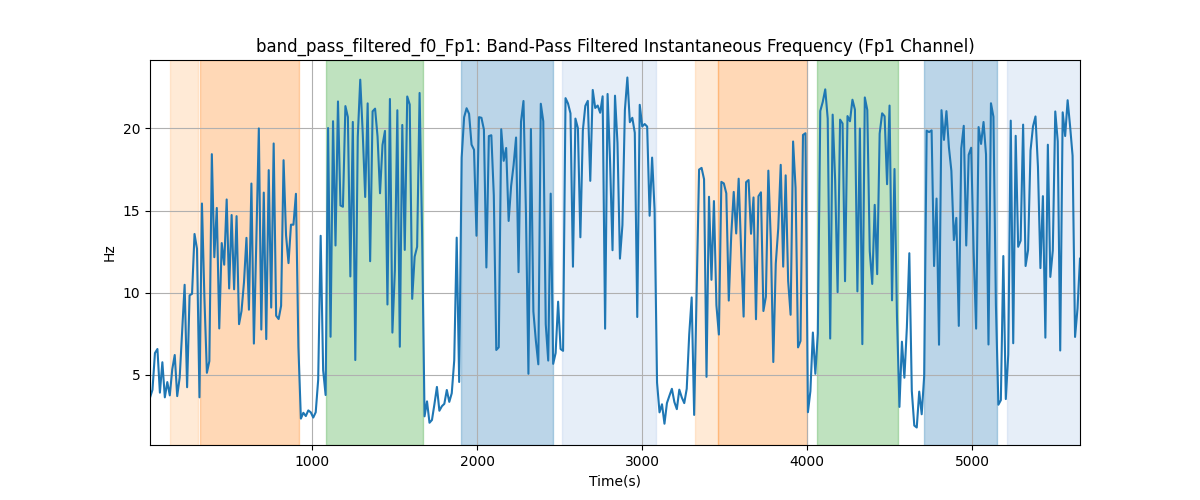 band_pass_filtered_f0_Fp1: Band-Pass Filtered Instantaneous Frequency (Fp1 Channel)
20
15
10
5
Hz
1000 2000 3000 4000 5000
Time(s)